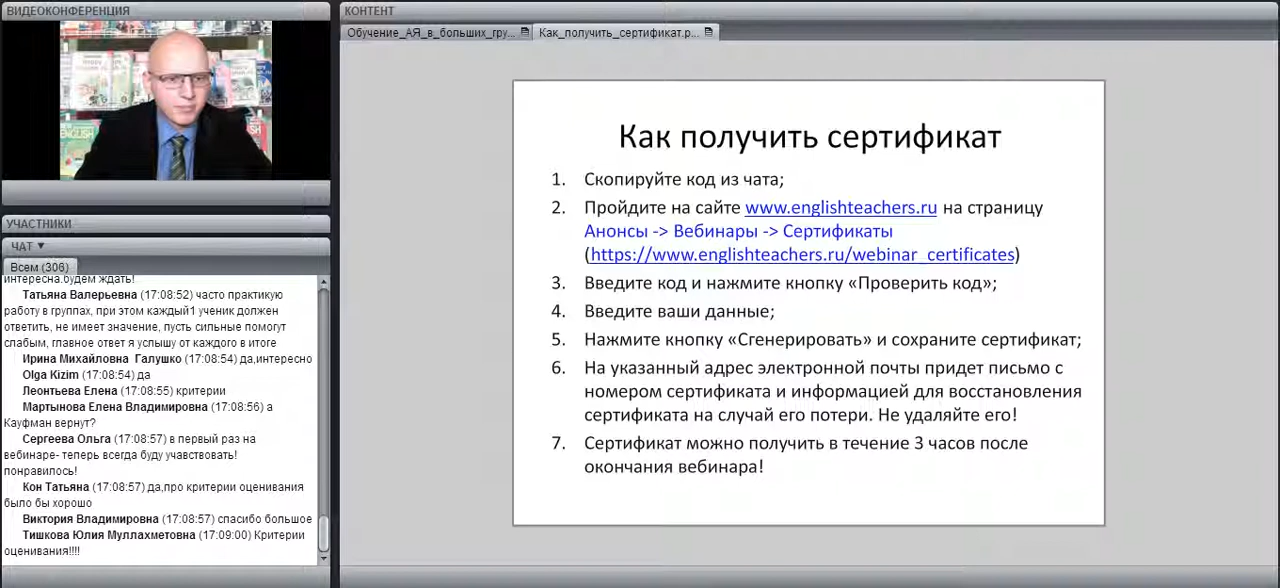 ВИДЕОКОНФЕРЕНЦИЯ
УЧАСТНИКИ
ЧАТ ▼
Всем (306)
интересна.будем ждать!
Татьяна Валерьевна (17:08:52) часто практикую
работу в группах, при этом каждый1 ученик должен
ответить, не имеет значение, пусть сильные помогут
слабым, главное ответ я услышу от каждого в итоге
Ирина Михайловна Галушко (17:08:54) да,интересно
Olga Kizim (17:08:54) да
Леонтьева Елена (17:08:55) критерии
Мартынова Елена Владимировна (17:08:56) а
Кауфман вернут?
Сергеева Ольга (17:08:57) в первый раз на
вебинаре- теперь всегда буду учавствовать!
понравилось!
Кон Татьяна (17:08:57) да,про критерии оценивания
было бы хорошо
Виктория Владимировна (17:08:57) спасибо большое
Тишкова Юлия Муллахметовна (17:09:00) Критерии
оценивания!!!!
КОНТЕНТ
Обучение_АЯ_в_больших_гру...
Как_получить_сертификат.p...
Как получить сертификат
1. Скопируйте код из чата;
2. Пройдите на сайте www.englishteachers.ru на страницу
Анонсы -> Вебинары -> Сертификаты
(https://www.englishteachers.ru/webinar_certificates)
3. Введите код и нажмите кнопку «Проверить код»;
4. Введите ваши данные;
5. Нажмите кнопку «Сгенерировать» и сохраните сертификат;
6. На указанный адрес электронной почты придет письмо с
номером сертификата и информацией для восстановления
сертификата на случай его потери. Не удаляйте его!
7. Сертификат можно получить в течение 3 часов после
окончания вебинара!